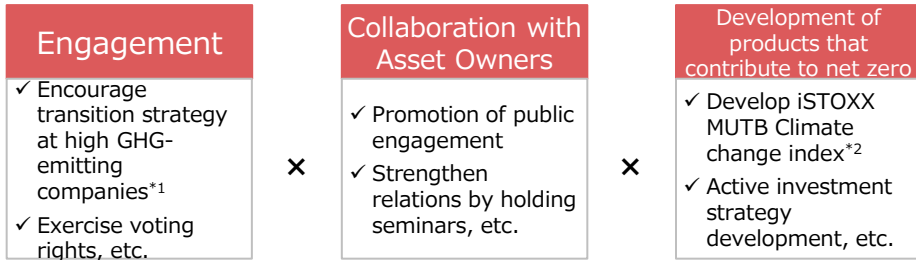 Engagement
✓ Encourage
transition strategy
at high GHG-
emitting
companies*1
✓ Exercise voting
rights, etc.
×
Collaboration with
Asset Owners
✓ Promotion of public
engagement
✓ Strengthen
relations by holding
seminars, etc.
×
Development of
products that
contribute to net zero
✓ Develop iSTOXX
MUTB Climate
change index*2
✓ Active investment
strategy
development, etc.